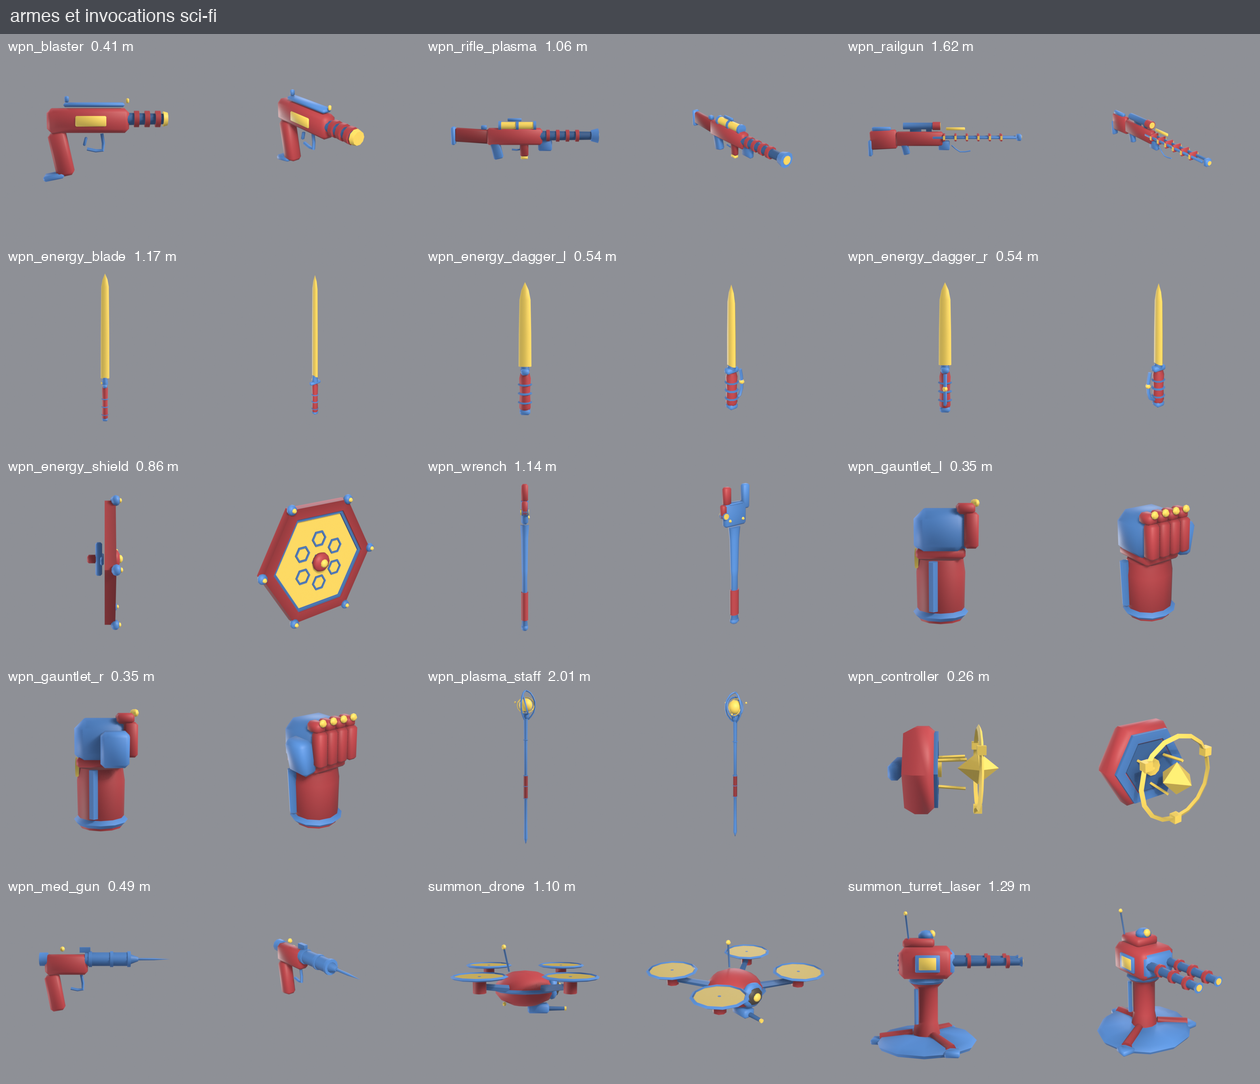 armes et invocations sci-fi
wpn_blaster 0.41 m
wpn_rifle_plasma 1.06 m
wpn_railgun 1.62 m
wpn_energy_blade 1.17 m
wpn_energy_dagger_l 0.54 m
wpn_energy_dagger_r 0.54 m
wpn_energy_shield 0.86 m
wpn_wrench 1.14 m
wpn_gauntlet_l 0.35 m
wpn_gauntlet_r 0.35 m
wpn_plasma_staff 2.01 m
wpn_controller 0.26 m
wpn_med_gun 0.49 m
summon_drone 1.10 m
summon_turret_laser 1.29 m